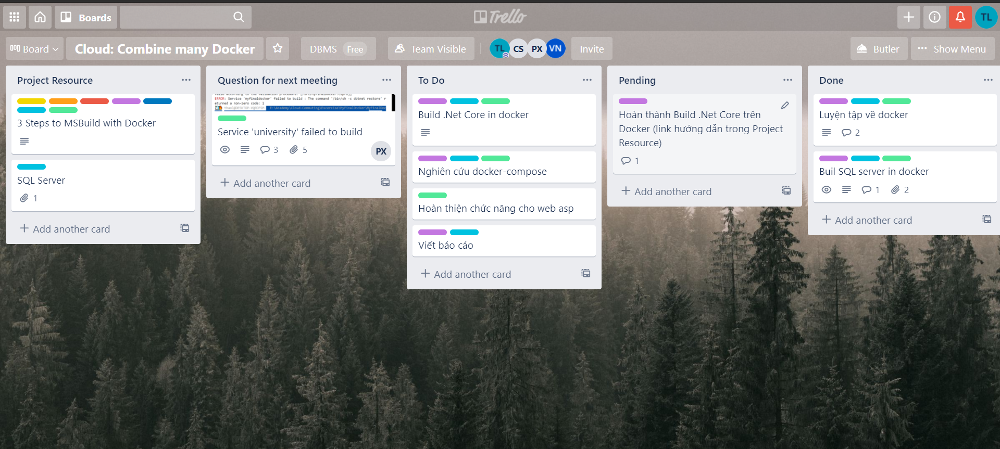 Boards
Trello
TL
Board
Cloud: Combine many Docker
DBMS Free
Team Visible
TL CS PX VN
Invite
Butler
Show Menu
Project Resource
3 Steps to MSBuild with Docker
SQL Server
1
Add another card
Question for next meeting
ERROR: Service 'myfinaldocker' failed to build : The command '/bin/sh -c dotnet restore' r
eturned a non-zero code: 1
Service 'university' failed to build
3 5
PX
Add another card
To Do
Build .Net Core in docker
Nghiên cứu docker-compose
Hoàn thiện chức năng cho web asp
Viết báo cáo
Add another card
Pending
Hoàn thành Build .Net Core trên
Docker (link hướng dẫn trong Project
Resource)
1
Add another card
Done
Luyện tập về docker
2
Buil SQL server in docker
1 2
Add another card